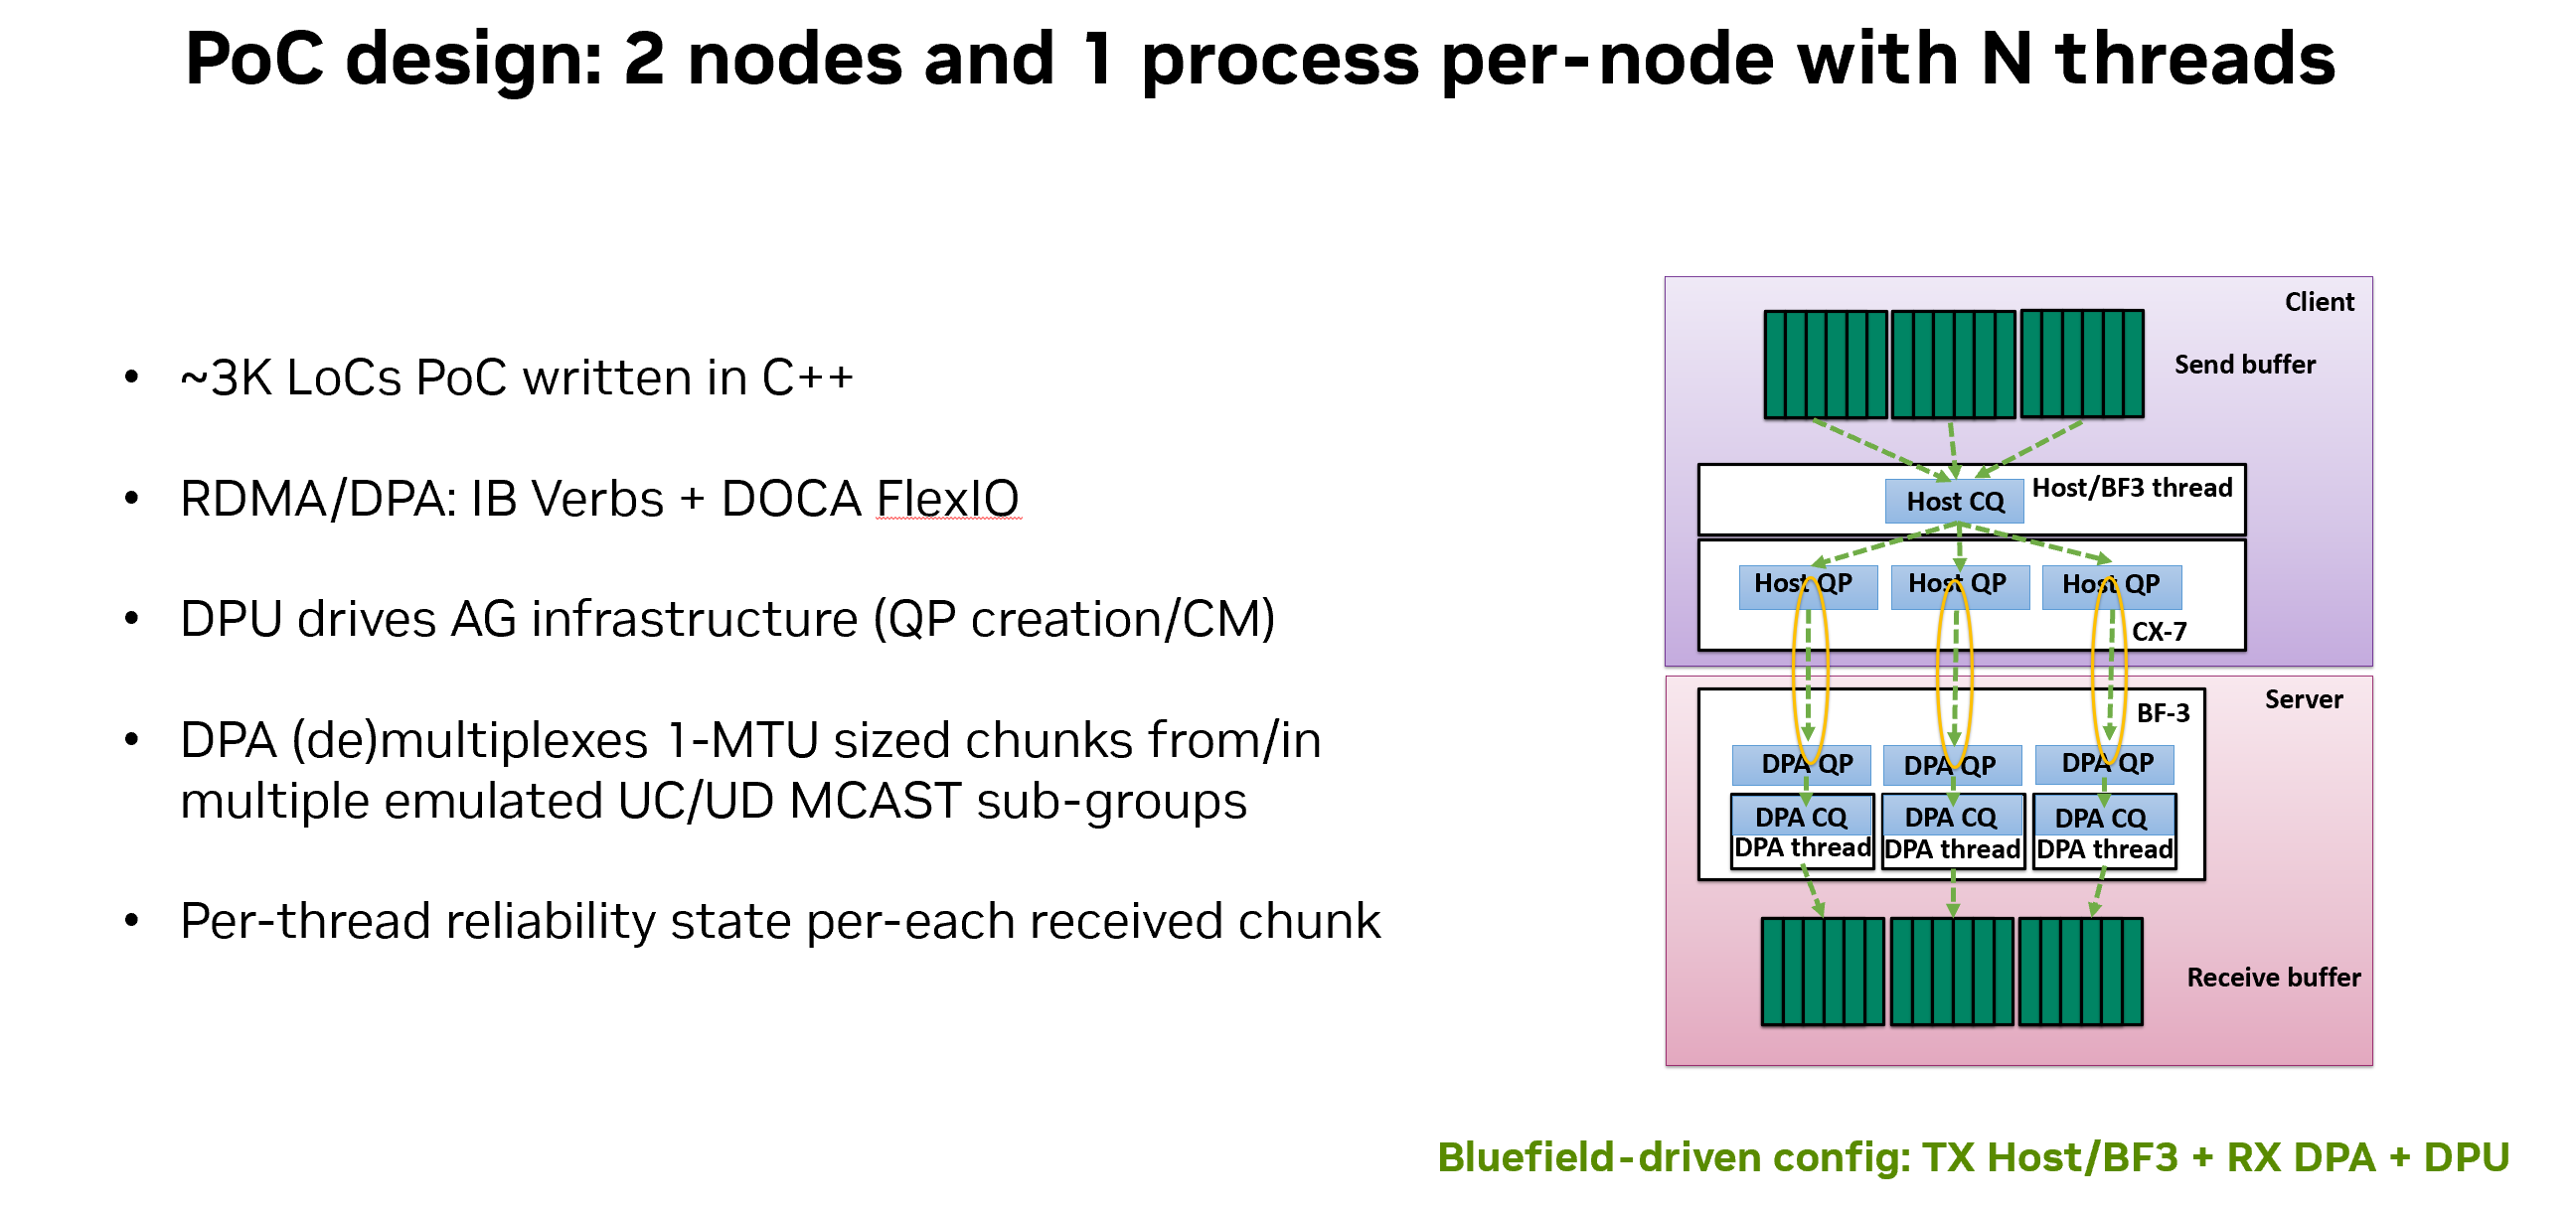 PoC design: 2 nodes and 1 process per-node with N threads
• ~3K LoCs PoC written in C++
• RDMA/DPA: IB Verbs + DOCA FlexIO
• DPU drives AG infrastructure (QP creation/CM)
• DPA (de)multiplexes 1-MTU sized chunks from/in
multiple emulated UC/UD MCAST sub-groups
• Per-thread reliability state per-each received chunk
Client
Send buffer
Host CQ
Host/BF3 thread
Host QP
Host QP
Host QP
CX-7
Server
BF-3
DPA QP
DPA QP
DPA QP
DPA CQ
DPA CQ
DPA CQ
DPA thread
DPA thread
DPA thread
Receive buffer
Bluefield-driven config: TX Host/BF3 + RX DPA + DPU